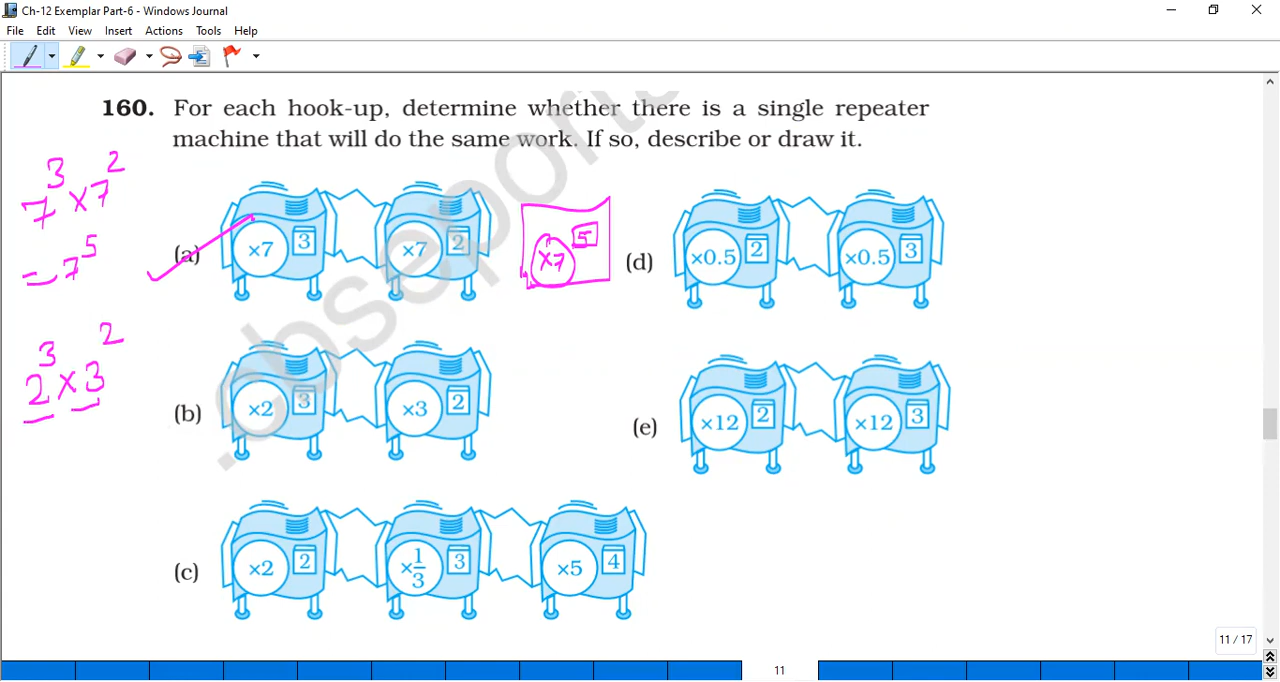 Ch-12 Exemplar Part-6 - Windows Journal
File Edit View Insert Actions Tools Help
160. For each hook-up, determine whether there is a single repeater
machine that will do the same work. If so, describe or draw it.
7³ × 7²
= 7⁵
(a) ×7 3 ×7 2
×7 5
(d) ×0.5 2 ×0.5 3
2³ × 3²
(b) ×2 3 ×3 2
(e) ×12 2 ×12 3
(c) ×2 2 ×1/3 3 ×5 4
.cbseportal
11 / 17
11